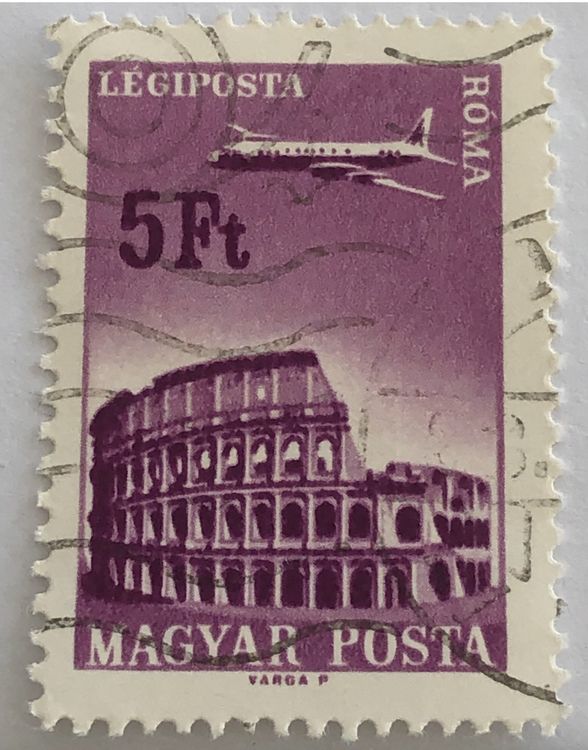 LÉGIPOSTA
RÓMA
5Ft
MAGYAR POSTA
VARGA P